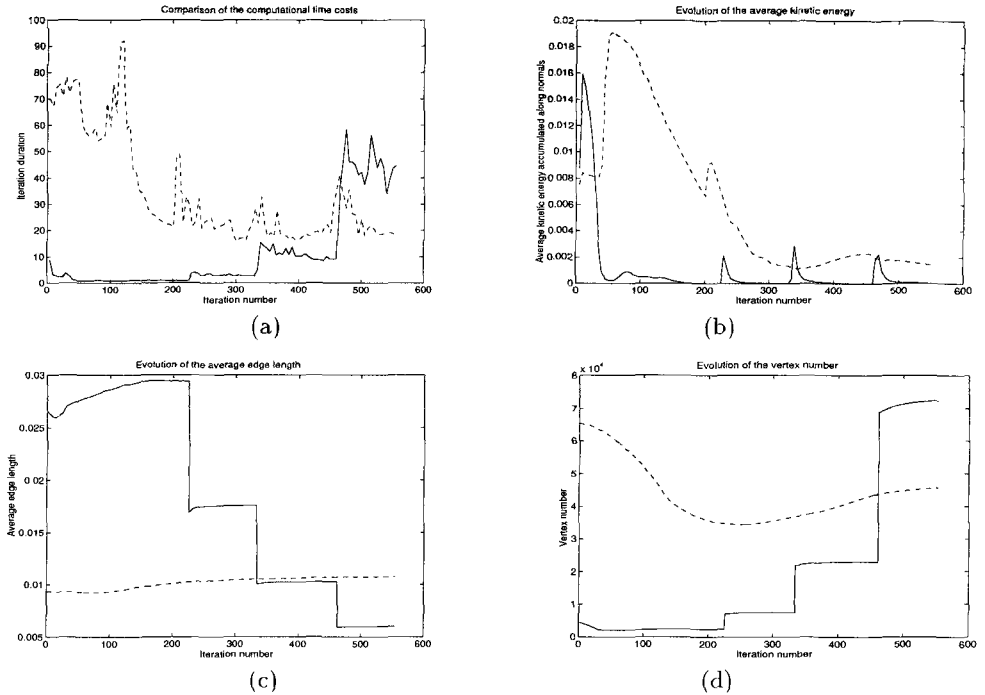 Comparison of the computational time costs
100
90
80
70
60
50
40
30
20
10
0
Iteration duration
0 100 200 300 400 500 600
Iteration number
(a)
Evolution of the average kinetic energy
0.02
0.018
0.016
0.014
0.012
0.01
0.008
0.006
0.004
0.002
0
Average kinetic energy accumulated along normals
0 100 200 300 400 500 600
Iteration number
(b)
Evolution of the average edge length
0.03
0.025
0.02
0.015
0.01
0.005
Average edge length
0 100 200 300 400 500 600
Iteration number
(c)
Evolution of the vertex number
x 10⁴
8
7
6
5
4
3
2
1
0
Vertex number
0 100 200 300 400 500 600
Iteration number
(d)